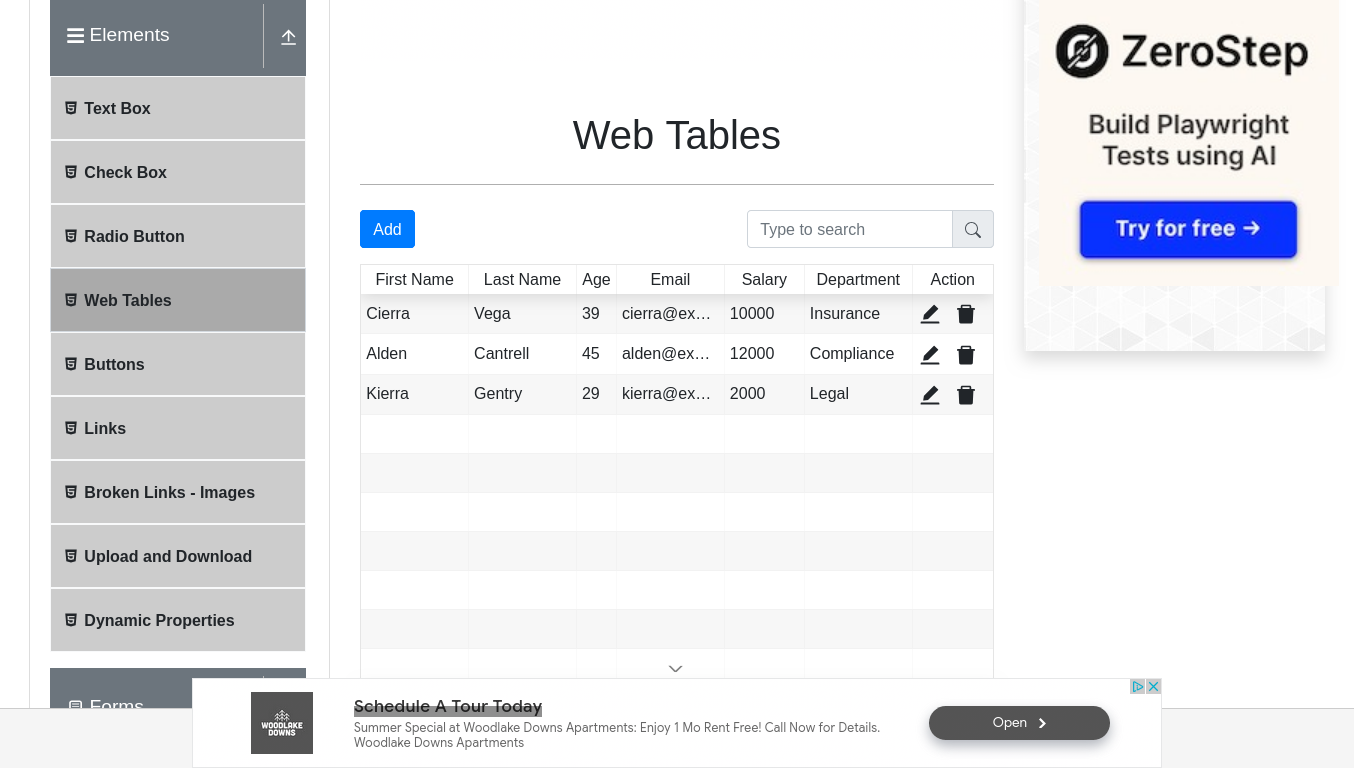 Elements
Text Box
Check Box
Radio Button
Web Tables
Buttons
Links
Broken Links - Images
Upload and Download
Dynamic Properties
Forms
Web Tables
Add
Type to search
First Name Last Name Age Email Salary Department Action
Cierra Vega 39 cierra@ex... 10000 Insurance
Alden Cantrell 45 alden@ex... 12000 Compliance
Kierra Gentry 29 kierra@ex... 2000 Legal
ZeroStep
Build Playwright
Tests using AI
Try for free →
WOODLAKE
DOWNS
Schedule A Tour Today
Summer Special at Woodlake Downs Apartments: Enjoy 1 Mo Rent Free! Call Now for Details.
Woodlake Downs Apartments
Open